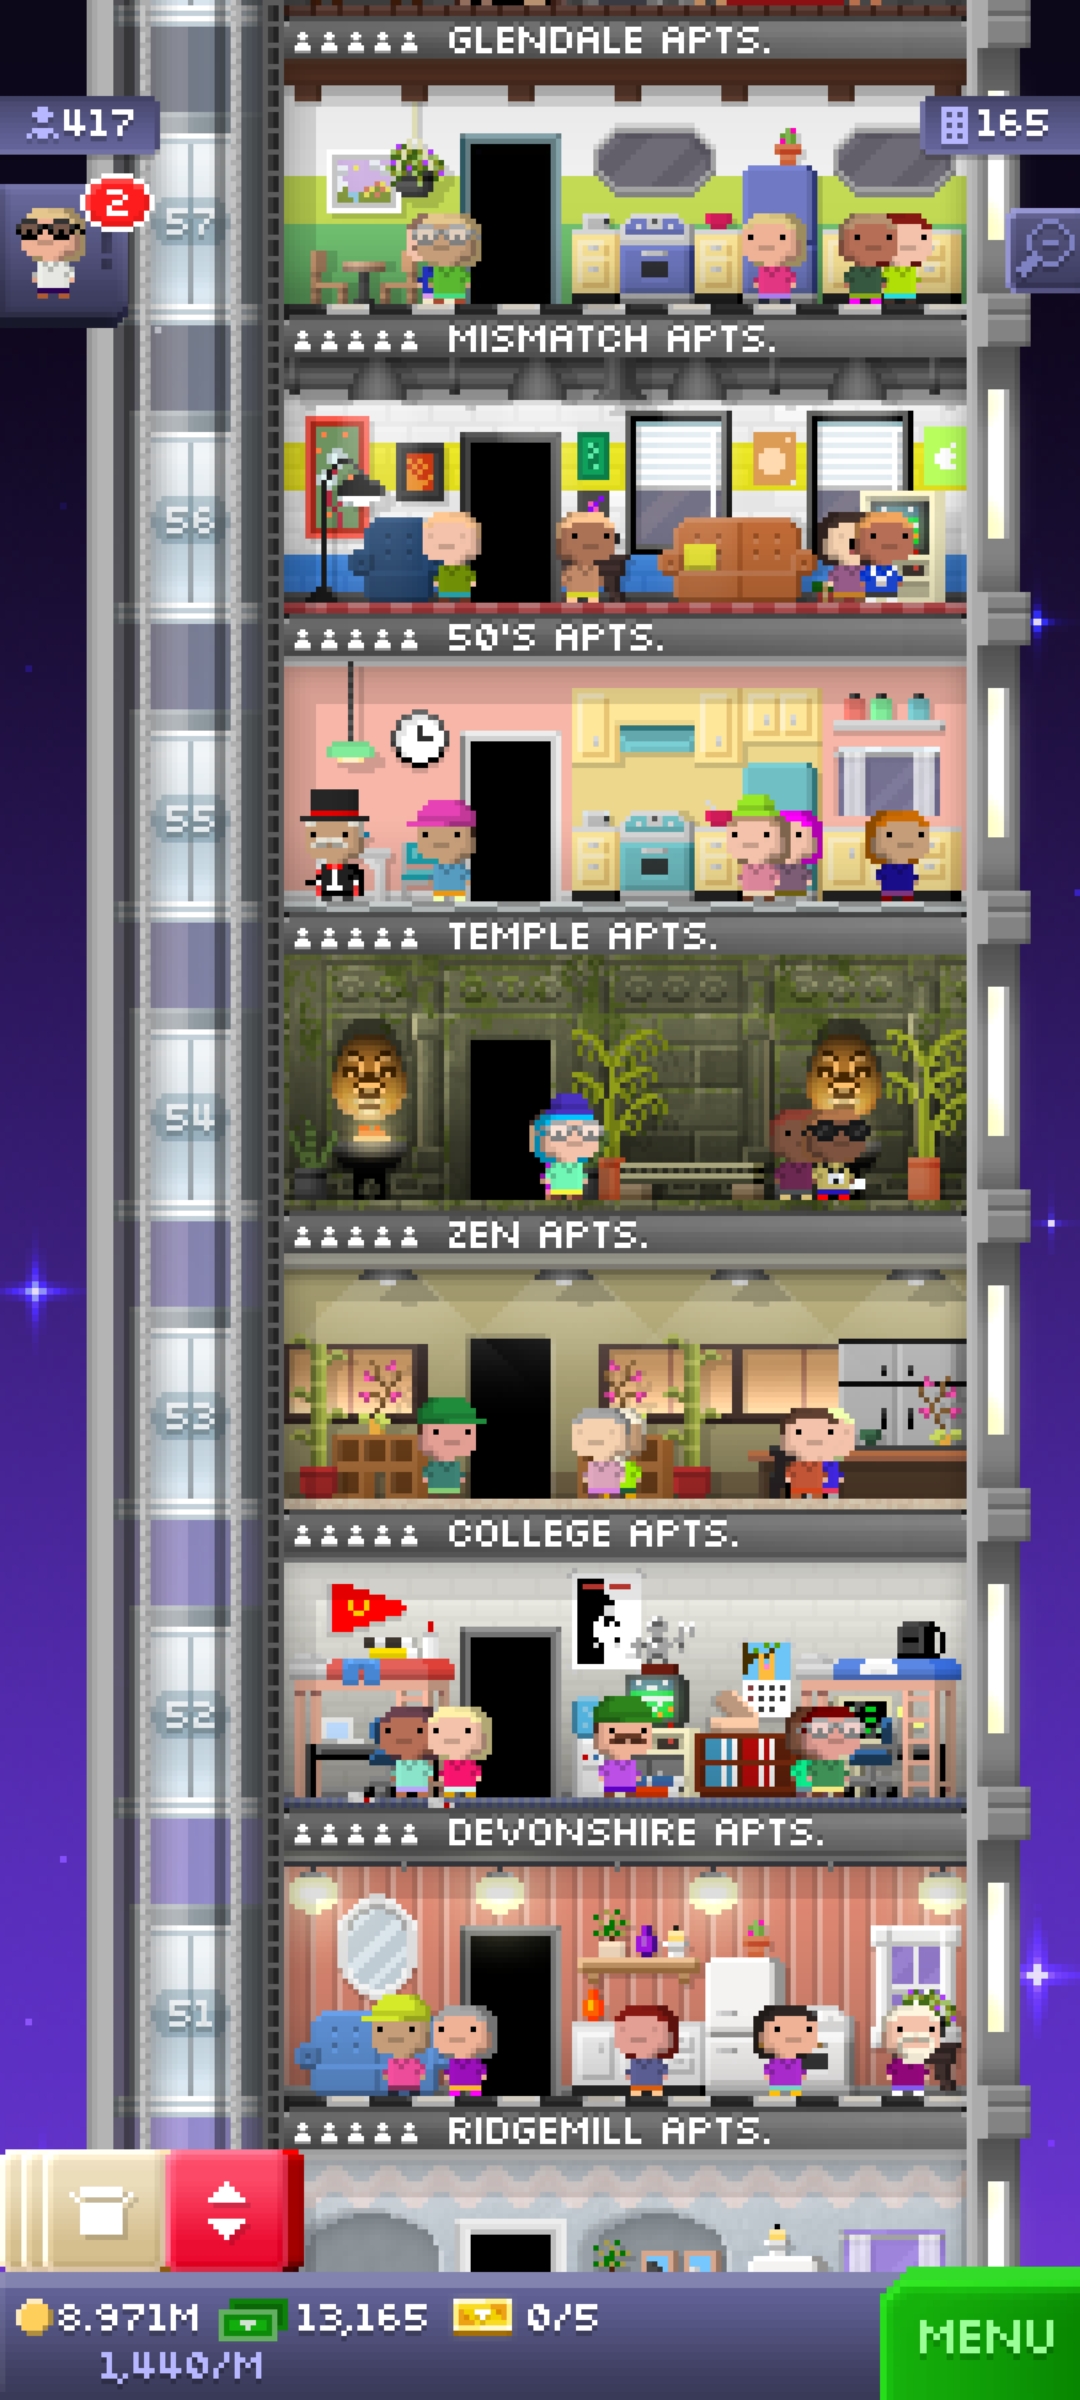 GLENDALE APTS.
417
165
2
57
MISMATCH APTS.
56
50'S APTS.
55
TEMPLE APTS.
54
ZEN APTS.
53
COLLEGE APTS.
52
DEVONSHIRE APTS.
51
RIDGEMILL APTS.
8.971M 13,165 0/5
1,440/M
MENU